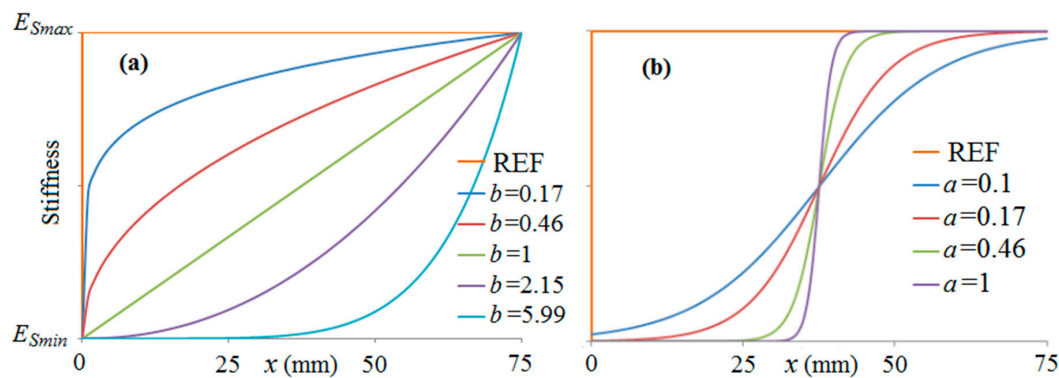 E_Smax
(a)
Stiffness
REF
b=0.17
b=0.46
b=1
b=2.15
b=5.99
E_Smin
0
25
50
75
x (mm)
(b)
REF
a=0.1
a=0.17
a=0.46
a=1
0
25
50
75
x (mm)